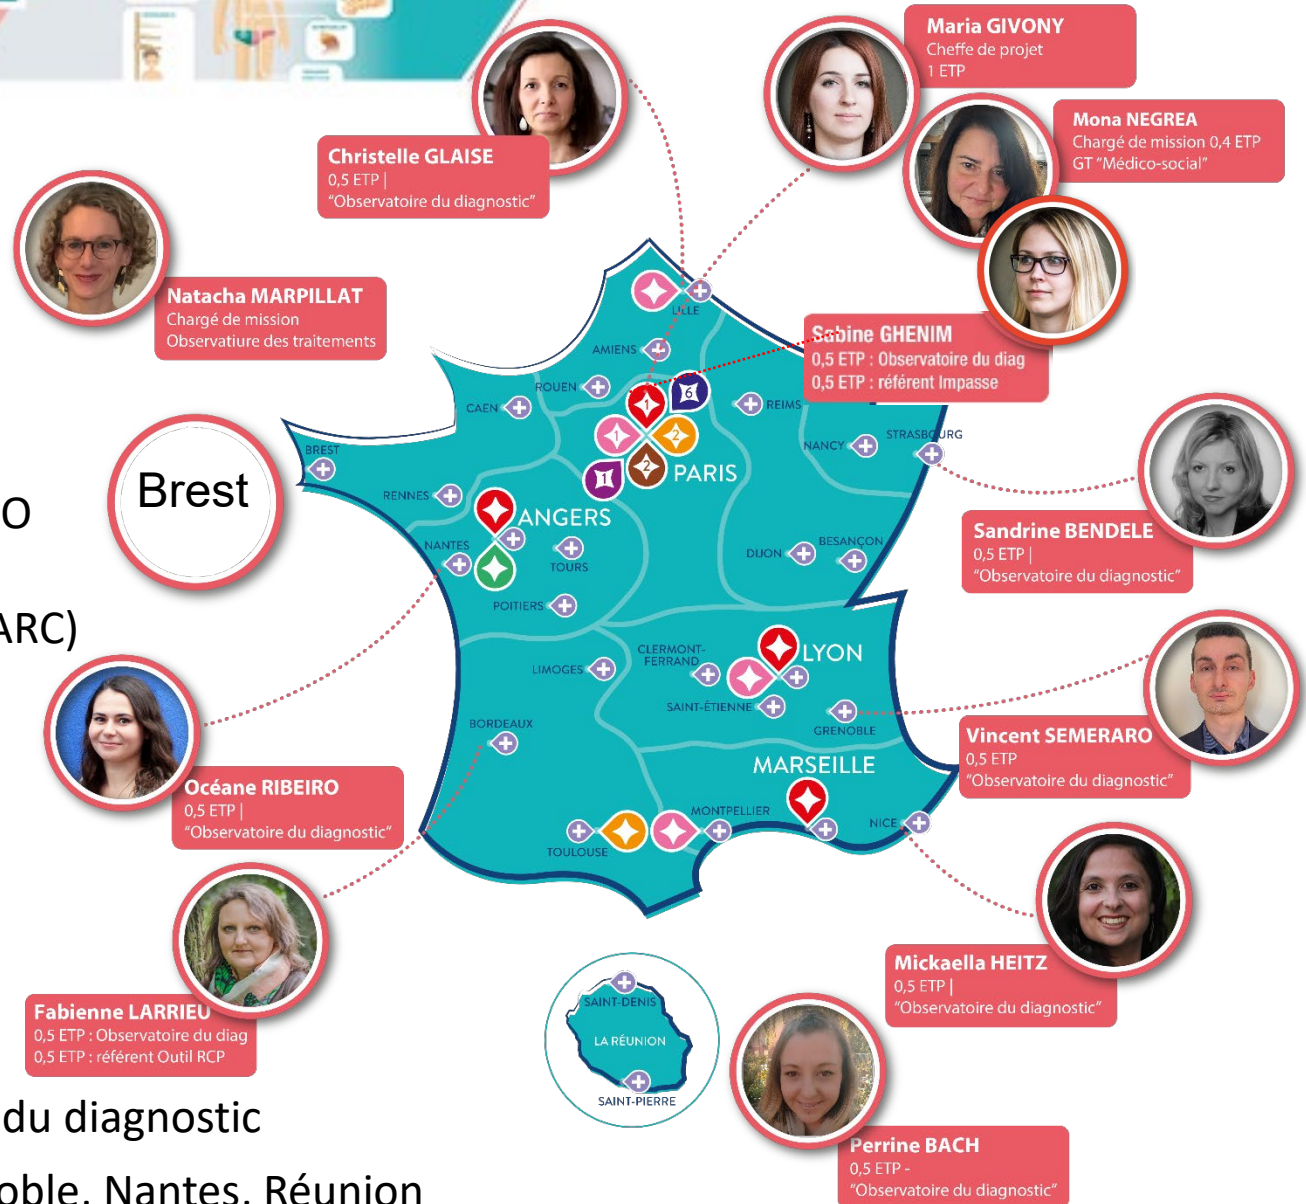 Maria GIVONY
Cheffe de projet
1 ETP
Mona NEGREA
Chargé de mission 0,4 ETP
GT "Médico-social"
Christelle GLAISE
0,5 ETP |
"Observatoire du diagnostic"
Natacha MARPILLAT
Chargé de mission
Observatiure des traitements
Sabine GHENIM
0,5 ETP : Observatoire du diag
0,5 ETP : référent Impasse
LILLE
AMIENS
ROUEN
CAEN
REIMS
NANCY
STRASBOURG
BREST
1
6
1
2
1
2
PARIS
Brest
RENNES
ANGERS
NANTES
TOURS
DIJON
BESANÇON
POITIERS
O
ARC)
Sandrine BENDELE
0,5 ETP |
"Observatoire du diagnostic"
LIMOGES
CLERMONT-
FERRAND
LYON
SAINT-ÉTIENNE
GRENOBLE
BORDEAUX
Vincent SEMERARO
0,5 ETP
"Observatoire du diagnostic"
MARSEILLE
MONTPELLIER
NICE
TOULOUSE
Océane RIBEIRO
0,5 ETP |
"Observatoire du diagnostic"
Mickaella HEITZ
0,5 ETP |
"Observatoire du diagnostic"
Fabienne LARRIEU
0,5 ETP : Observatoire du diag
0,5 ETP : référent Outil RCP
SAINT-DENIS
LA RÉUNION
SAINT-PIERRE
Perrine BACH
0,5 ETP -
"Observatoire du diagnostic"
du diagnostic
oble, Nantes, Réunion